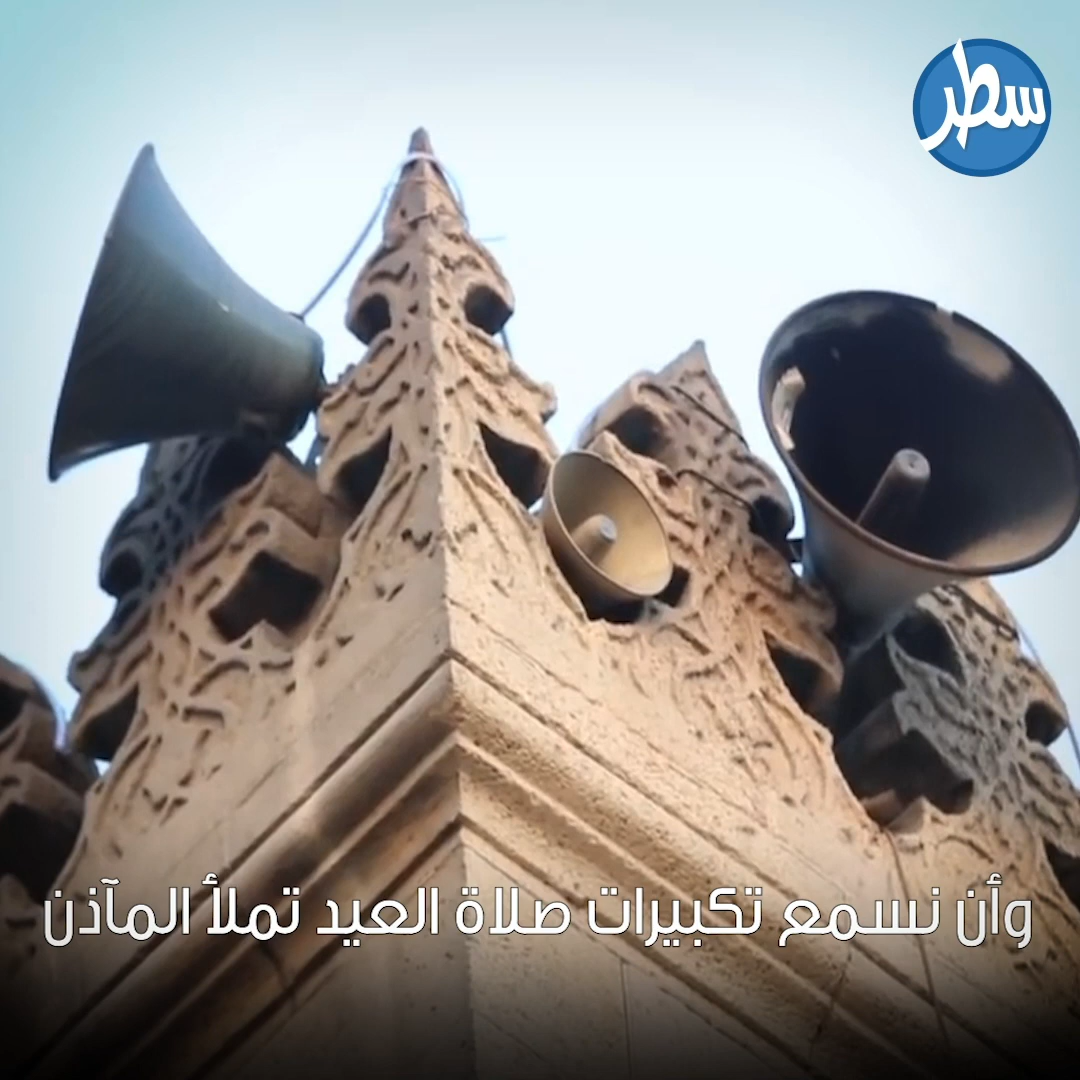 سطر
وأن نسمع تكبيرات صلاة العيد تملأ المآذن